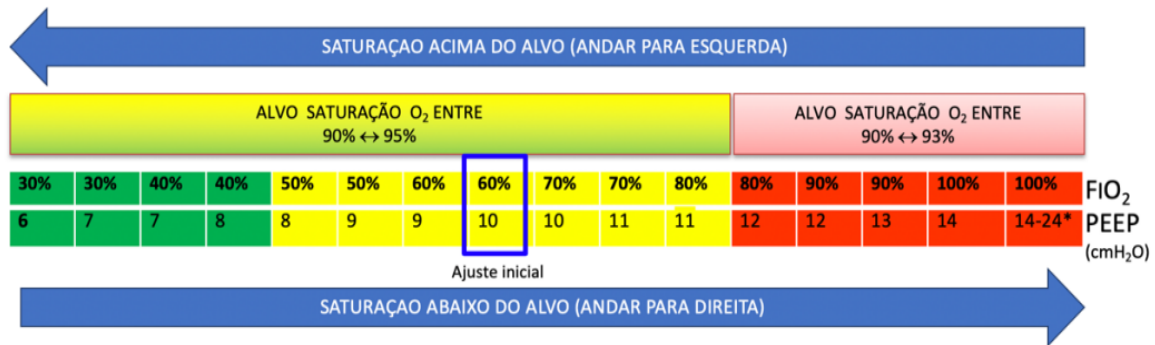 SATURAÇAO ACIMA DO ALVO (ANDAR PARA ESQUERDA)
ALVO SATURAÇÃO O₂ ENTRE
90% ↔ 95%
ALVO SATURAÇÃO O₂ ENTRE
90% ↔ 93%
30% 30% 40% 40% 50% 50% 60% 60% 70% 70% 80% 80% 90% 90% 100% 100% FIO₂
6 7 7 8 8 9 9 10 10 11 11 12 12 13 14 14-24* PEEP
(cmH₂O)
Ajuste inicial
SATURAÇAO ABAIXO DO ALVO (ANDAR PARA DIREITA)